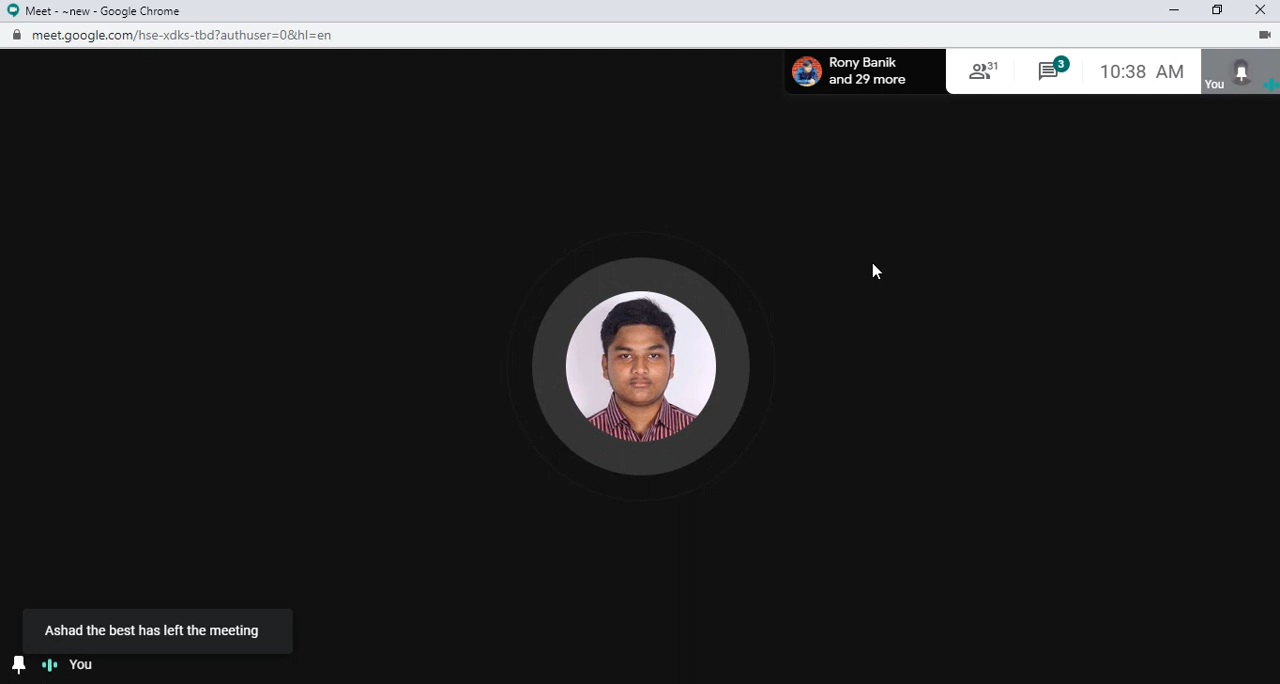 Meet - ~new - Google Chrome
meet.google.com/hse-xdks-tbd?authuser=0&hl=en
Rony Banik
and 29 more
31
3
10:38 AM
You
Ashad the best has left the meeting
You